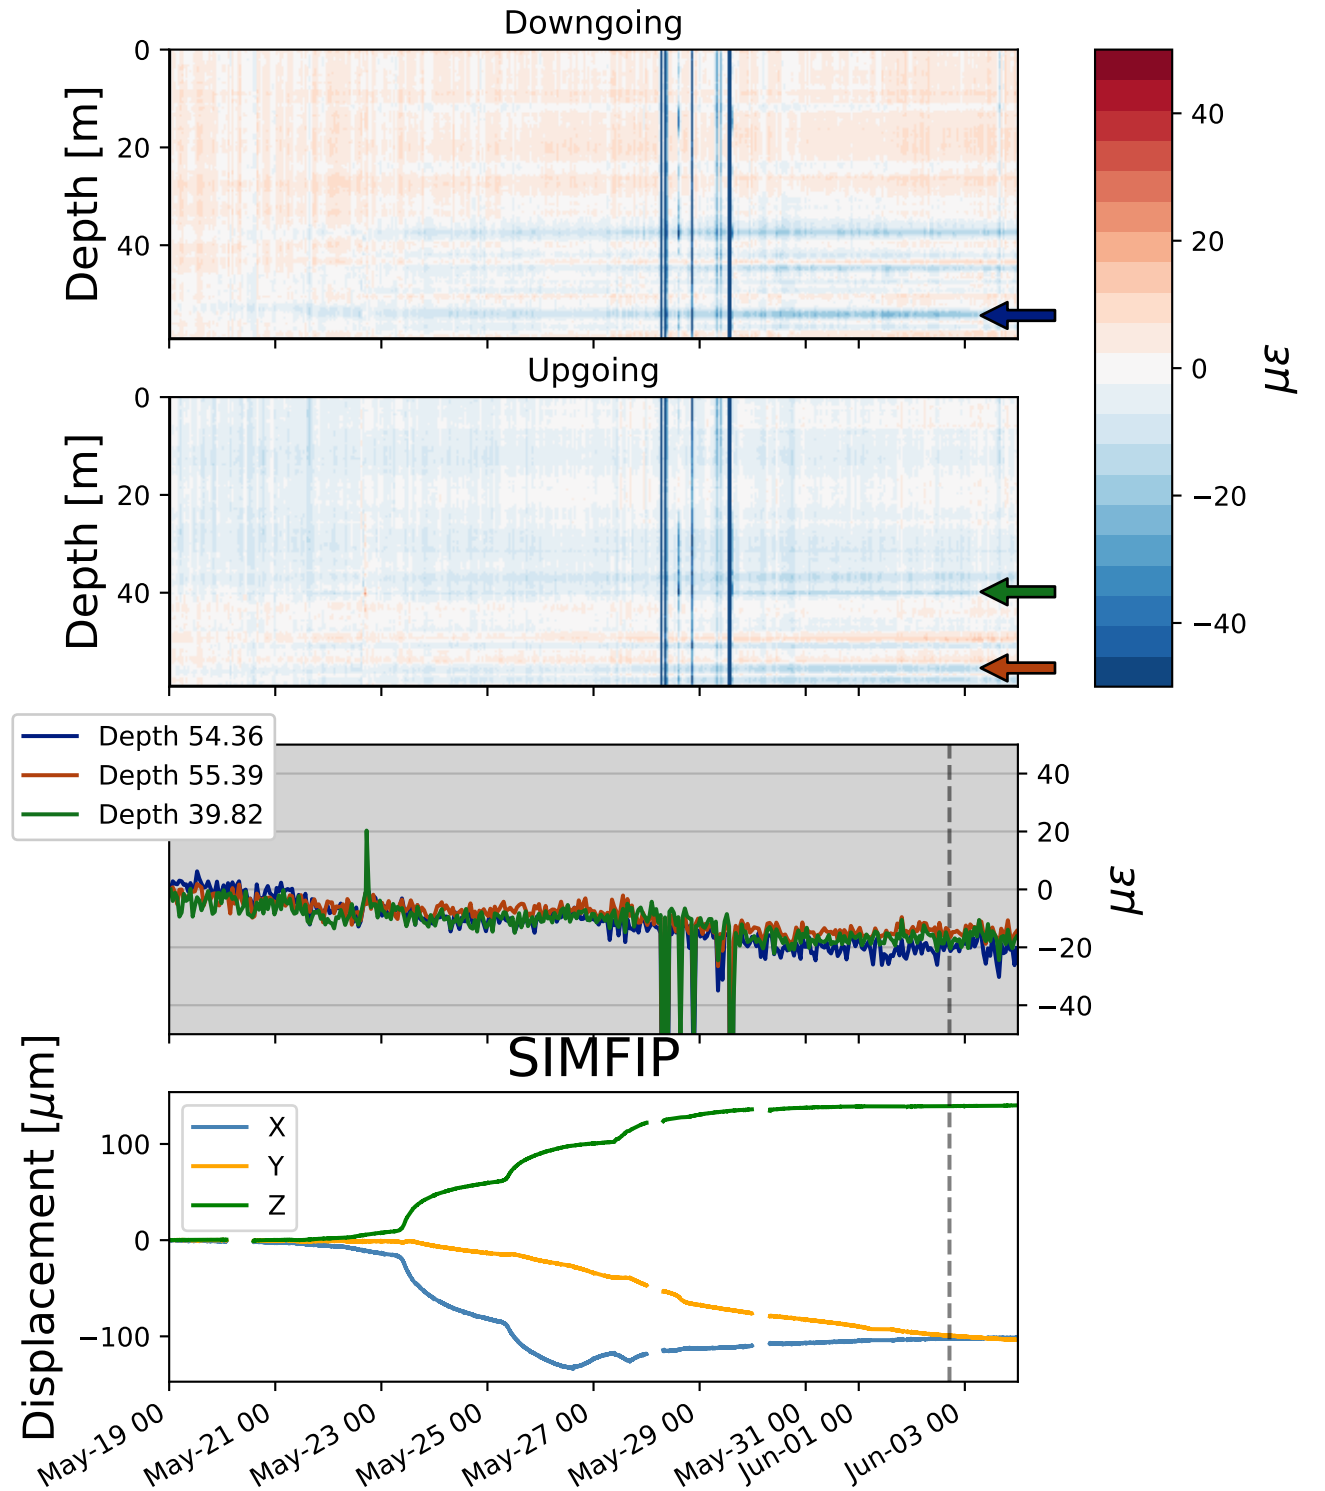 Downgoing
Depth [m]
0
20
40
40
20
0
−20
−40
με
Upgoing
Depth [m]
0
20
40
Depth 54.36
Depth 55.39
Depth 39.82
40
20
0
−20
−40
με
SIMFIP
Displacement [μm]
100
0
−100
X
Y
Z
May-19 00
May-21 00
May-23 00
May-25 00
May-27 00
May-29 00
May-31 00
Jun-01 00
Jun-03 00